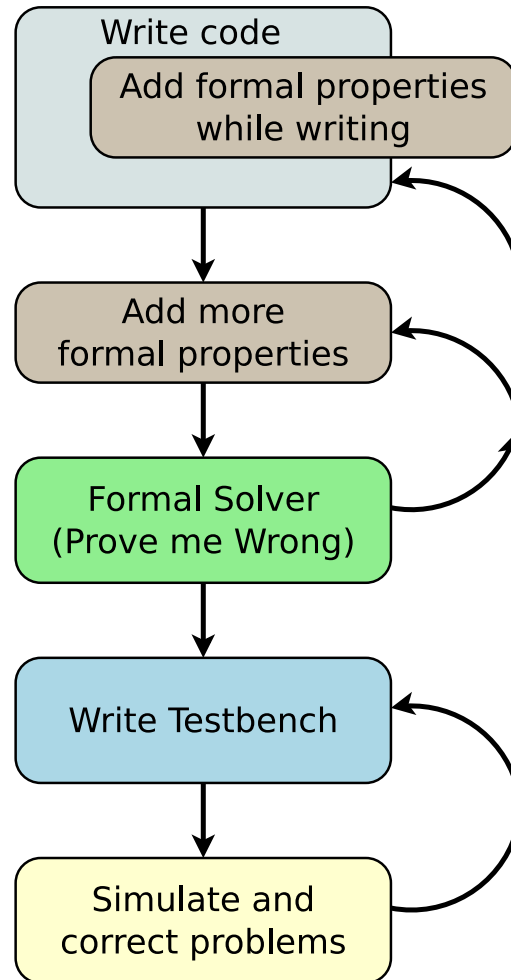 Write code
Add formal properties
while writing
Add more
formal properties
Formal Solver
(Prove me Wrong)
Write Testbench
Simulate and
correct problems